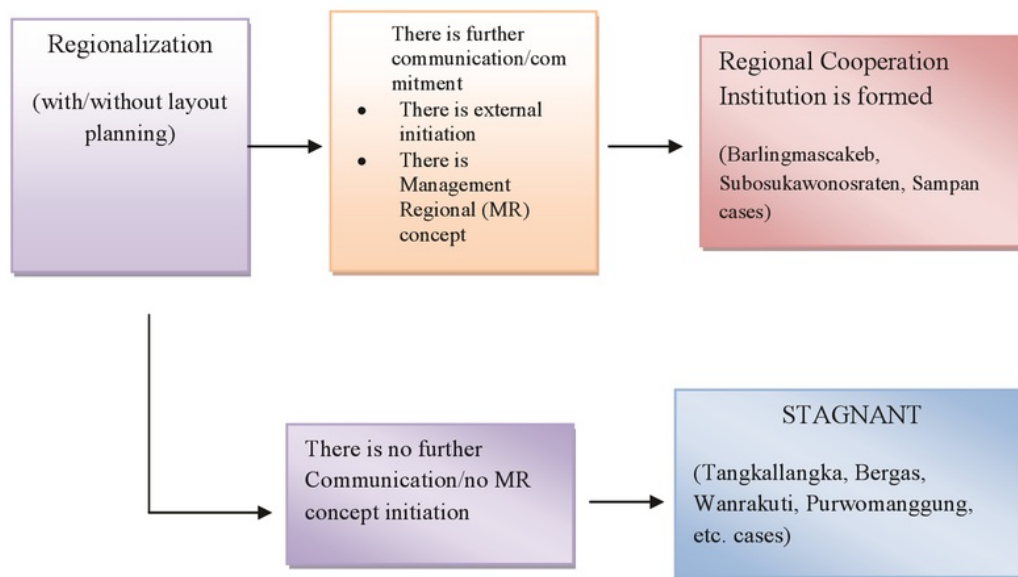 Regionalization
(with/without layout
planning)
There is further
communication/com
mitment
• There is external
initiation
• There is
Management
Regional (MR)
concept
Regional Cooperation
Institution is formed
(Barlingmascakeb,
Subosukawonosraten, Sampan
cases)
There is no further
Communication/no MR
concept initiation
STAGNANT
(Tangkallangka, Bergas,
Wanrakuti, Purwomanggung,
etc. cases)